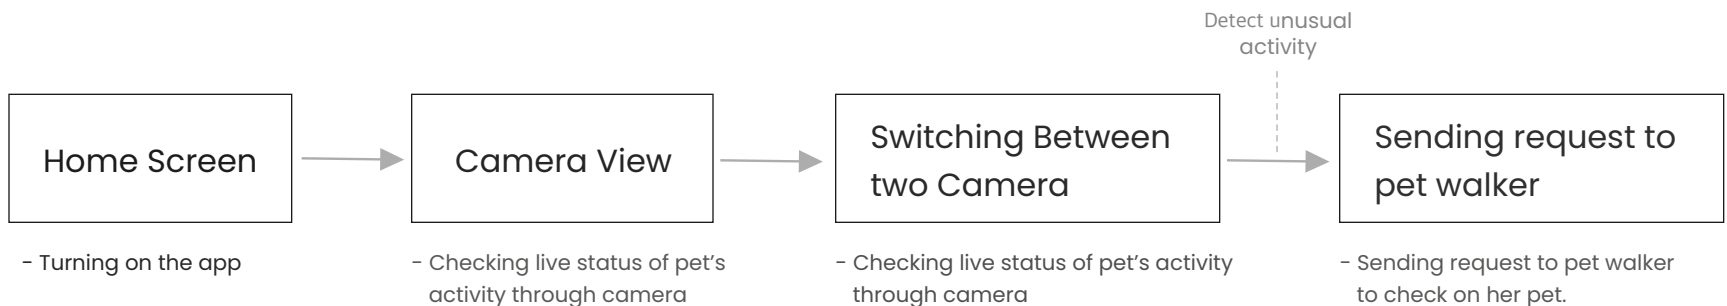 Detect unusual
activity
Home Screen
Camera View
Switching Between
two Camera
Sending request to
pet walker
- Turning on the app
- Checking live status of pet's
activity through camera
- Checking live status of pet's activity
through camera
- Sending request to pet walker
to check on her pet.